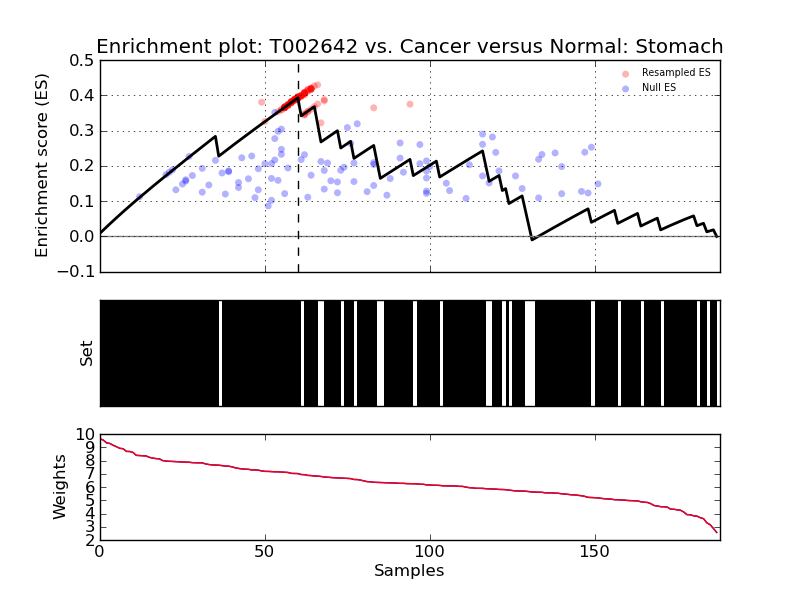 Enrichment plot: T002642 vs. Cancer versus Normal: Stomach
0.5
0.4
0.3
0.2
0.1
0.0
−0.1
Enrichment score (ES)
Resampled ES
Null ES
Set
10
9
8
7
6
5
4
3
2
Weights
0
50
100
150
Samples